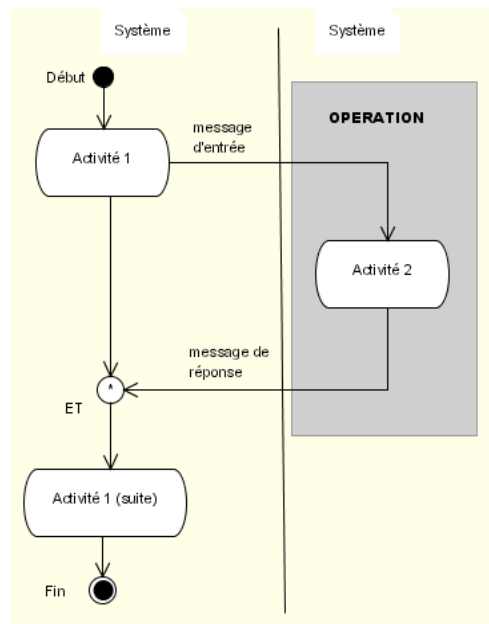 Système
Système
Début
OPERATION
message
d'entrée
Activité 1
Activité 2
message de
réponse
*
ET
Activité 1 (suite)
Fin